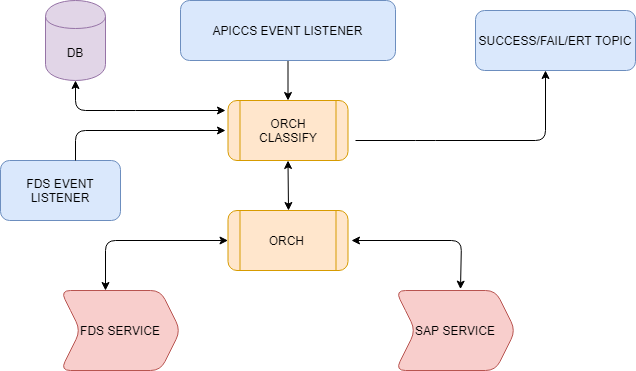 DB
APICCS EVENT LISTENER
SUCCESS/FAIL/ERT TOPIC
ORCH
CLASSIFY
FDS EVENT
LISTENER
ORCH
FDS SERVICE
SAP SERVICE